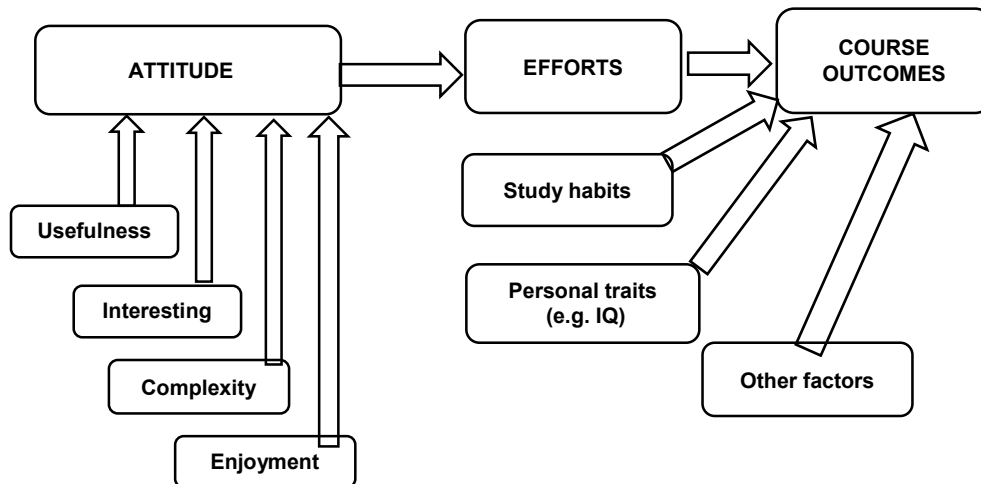 ATTITUDE
EFFORTS
COURSE
OUTCOMES
Usefulness
Interesting
Complexity
Enjoyment
Study habits
Personal traits
(e.g. IQ)
Other factors